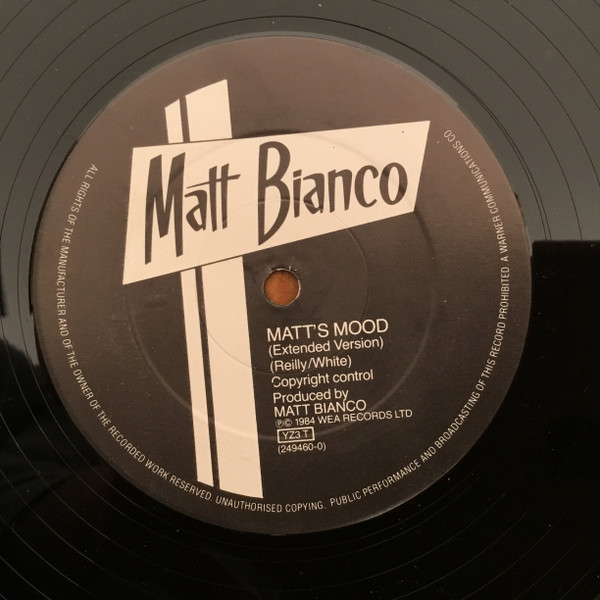 Matt Bianco
MATT'S MOOD
(Extended Version)
(Reilly/White)
Copyright control
Produced by
MATT BIANCO
Ⓟ© 1984 WEA RECORDS LTD
YZ3 T
(249460-0)
ALL RIGHTS OF THE MANUFACTURER AND OF THE OWNER OF THE RECORDED WORK RESERVED. UNAUTHORISED COPYING. PUBLIC PERFORMANCE AND BROADCASTING OF THIS RECORD PROHIBITED. A WARNER COMMUNICATIONS CO